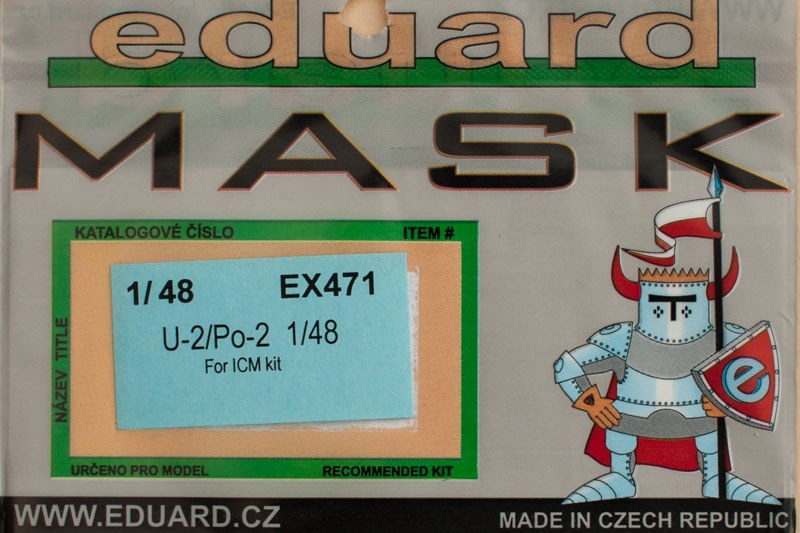 eduard
MASK
KATALOGOVÉ ČÍSLO ITEM #
1/48 EX471
U-2/Po-2 1/48
For ICM kit
NÁZEV TITLE
URČENO PRO MODEL RECOMMENDED KIT
e
WWW.EDUARD.CZ MADE IN CZECH REPUBLIC